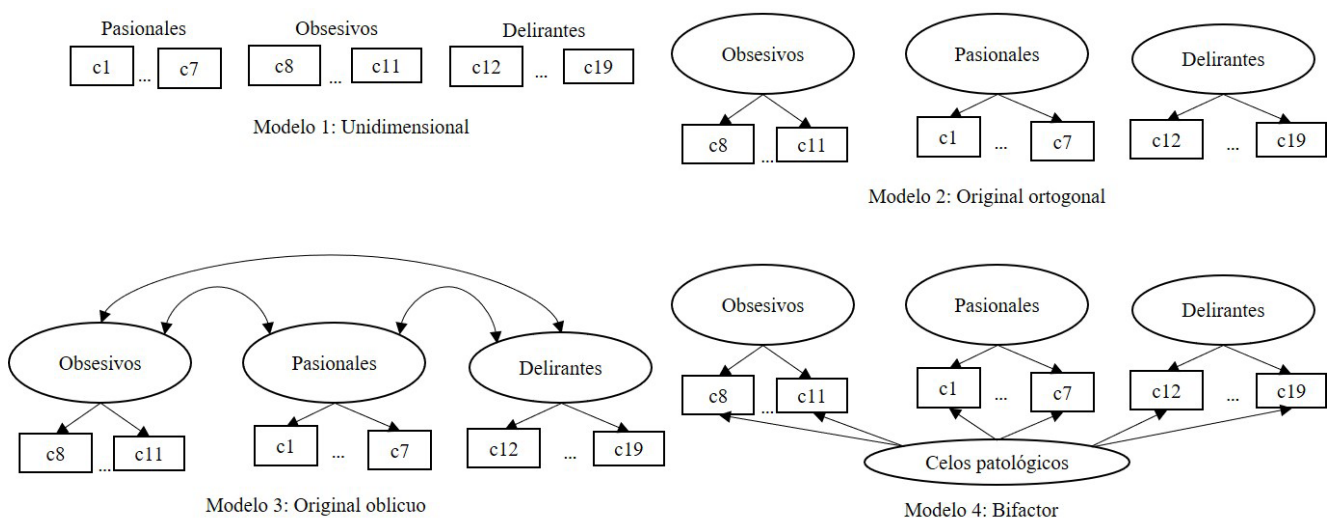 Pasionales Obsesivos Delirantes
c1 ... c7 c8 ... c11 c12 ... c19
Modelo 1: Unidimensional
Obsesivos Pasionales Delirantes
c8 ... c11 c1 ... c7 c12 ... c19
Modelo 2: Original ortogonal
Obsesivos Pasionales Delirantes
c8 ... c11 c1 ... c7 c12 ... c19
Modelo 3: Original oblicuo
Obsesivos Pasionales Delirantes
c8 ... c11 c1 ... c7 c12 ... c19
Celos patológicos
Modelo 4: Bifactor